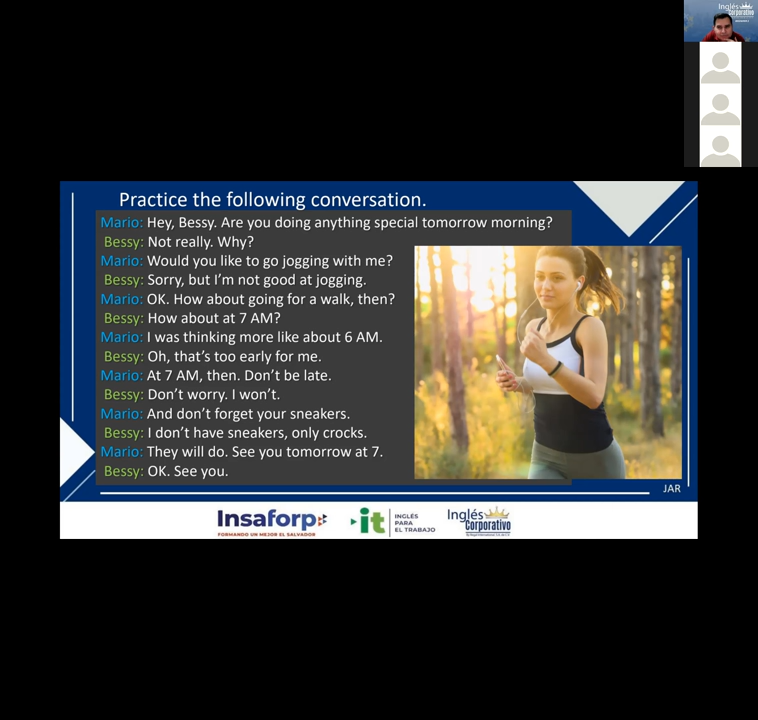 Inglés
Corporativo
Practice the following conversation.
Mario: Hey, Bessy. Are you doing anything special tomorrow morning?
Bessy: Not really. Why?
Mario: Would you like to go jogging with me?
Bessy: Sorry, but I'm not good at jogging.
Mario: OK. How about going for a walk, then?
Bessy: How about at 7 AM?
Mario: I was thinking more like about 6 AM.
Bessy: Oh, that's too early for me.
Mario: At 7 AM, then. Don't be late.
Bessy: Don't worry. I won't.
Mario: And don't forget your sneakers.
Bessy: I don't have sneakers, only crocks.
Mario: They will do. See you tomorrow at 7.
Bessy: OK. See you.
JAR
Insaforp
FORMANDO UN MEJOR EL SALVADOR
it
INGLÉS
PARA
EL TRABAJO
Inglés
Corporativo